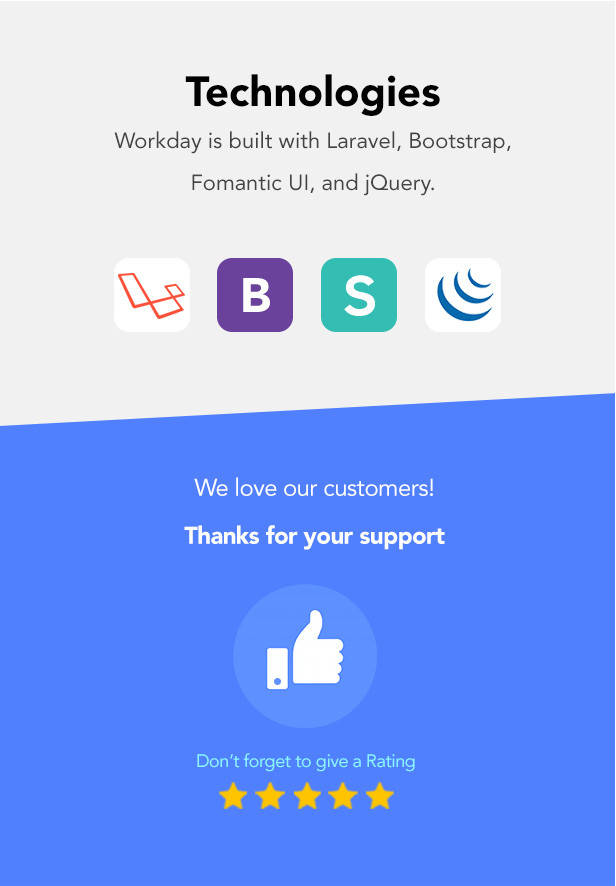 Technologies
Workday is built with Laravel, Bootstrap,
Fomantic UI, and jQuery.
B S
We love our customers!
Thanks for your support
Don't forget to give a Rating